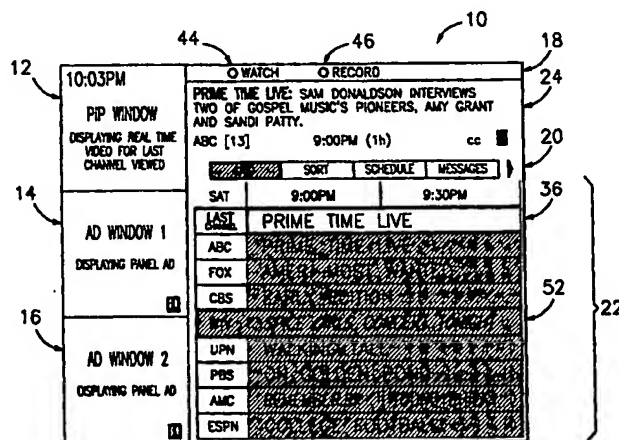 10
44
46
12
18
10:03PM
O WATCH O RECORD
24
PIP WINDOW
DISPLAYING REAL TIME
VIDEO FOR LAST
CHANNEL VIEWED
PRIME TIME LIVE: SAM DONALDSON INTERVIEWS
TWO OF GOSPEL MUSIC'S PIONEERS, AMY GRANT
AND SANDI PATTY.
ABC [13] 9:00PM (1h) cc
20
SORT SCHEDULE MESSAGES
14
SAT 9:00PM 9:30PM
36
AD WINDOW 1
DISPLAYING PANEL AD
LAST CHANNEL PRIME TIME LIVE
ABC PRIME TIME LIVE
FOX
CBS
52
22
16
AD WINDOW 2
DISPLAYING PANEL AD
UPN
PBS
AMC
ESPN